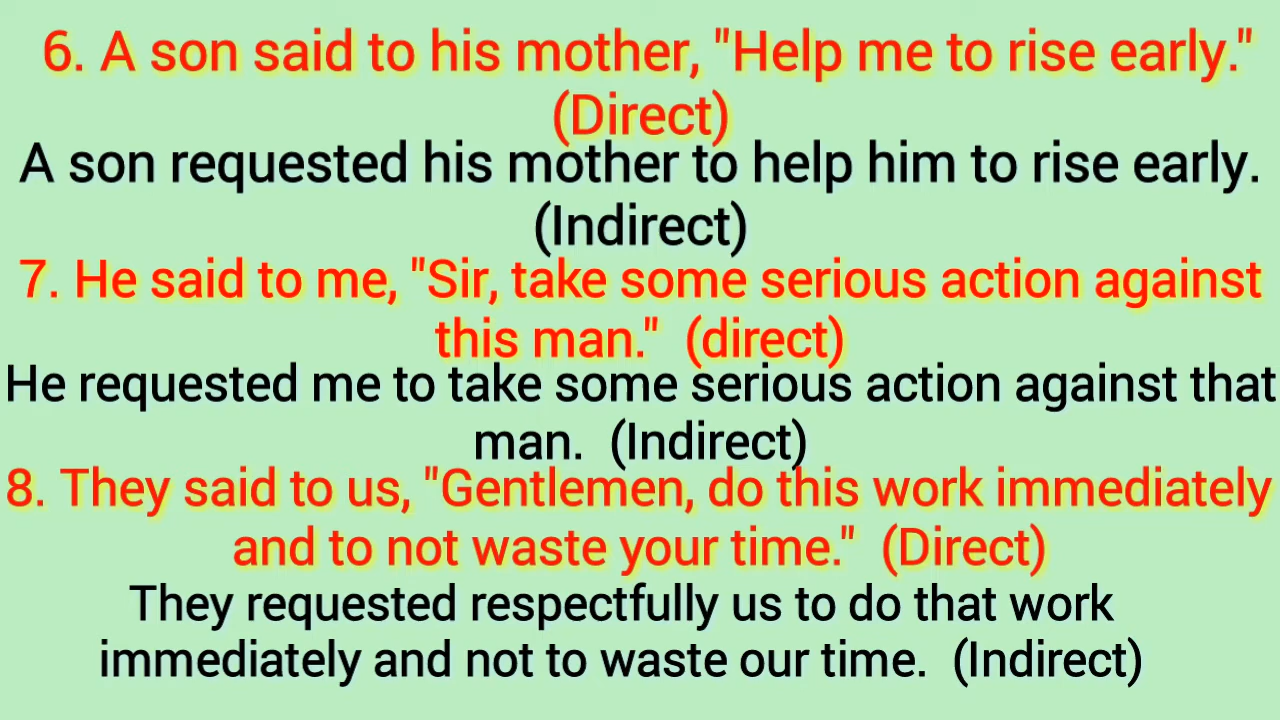 6. A son said to his mother, "Help me to rise early."
(Direct)
A son requested his mother to help him to rise early.
(Indirect)
7. He said to me, "Sir, take some serious action against
this man." (direct)
He requested me to take some serious action against that
man. (Indirect)
8. They said to us, "Gentlemen, do this work immediately
and to not waste your time." (Direct)
They requested respectfully us to do that work
immediately and not to waste our time. (Indirect)